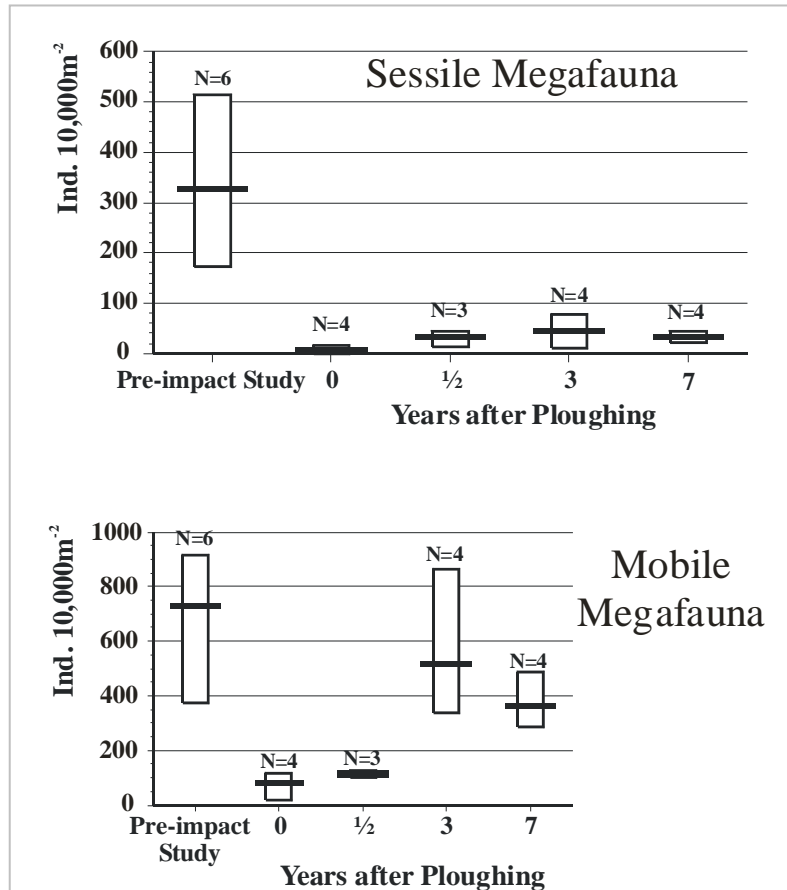 Sessile Megafauna
Ind. 10,000m-2
600
500
400
300
200
100
0
N=6
N=4
N=3
N=4
N=4
Pre-impact Study 0 ½ 3 7
Years after Ploughing
Mobile
Megafauna
Ind. 10,000m-2
1000
800
600
400
200
0
N=6
N=4
N=3
N=4
N=4
Pre-impact
Study
0 ½ 3 7
Years after Ploughing